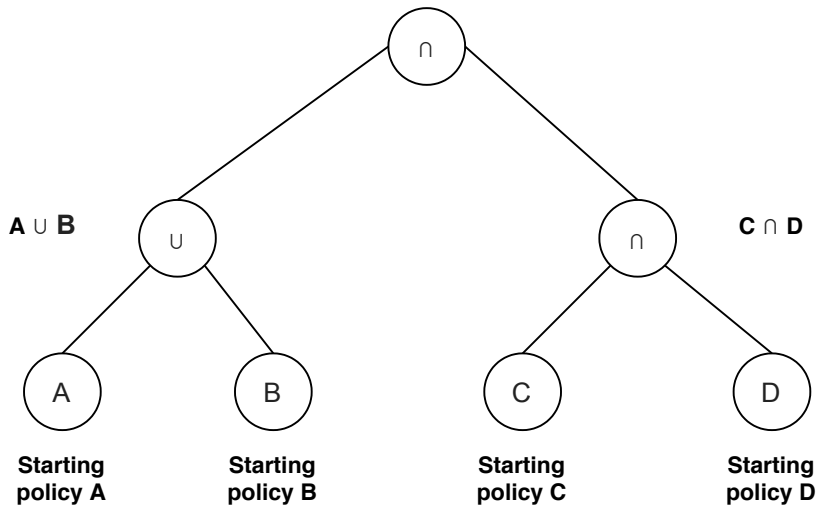 ∩
A ∪ B
∪
∩
C ∩ D
A
B
C
D
Starting
policy A
Starting
policy B
Starting
policy C
Starting
policy D